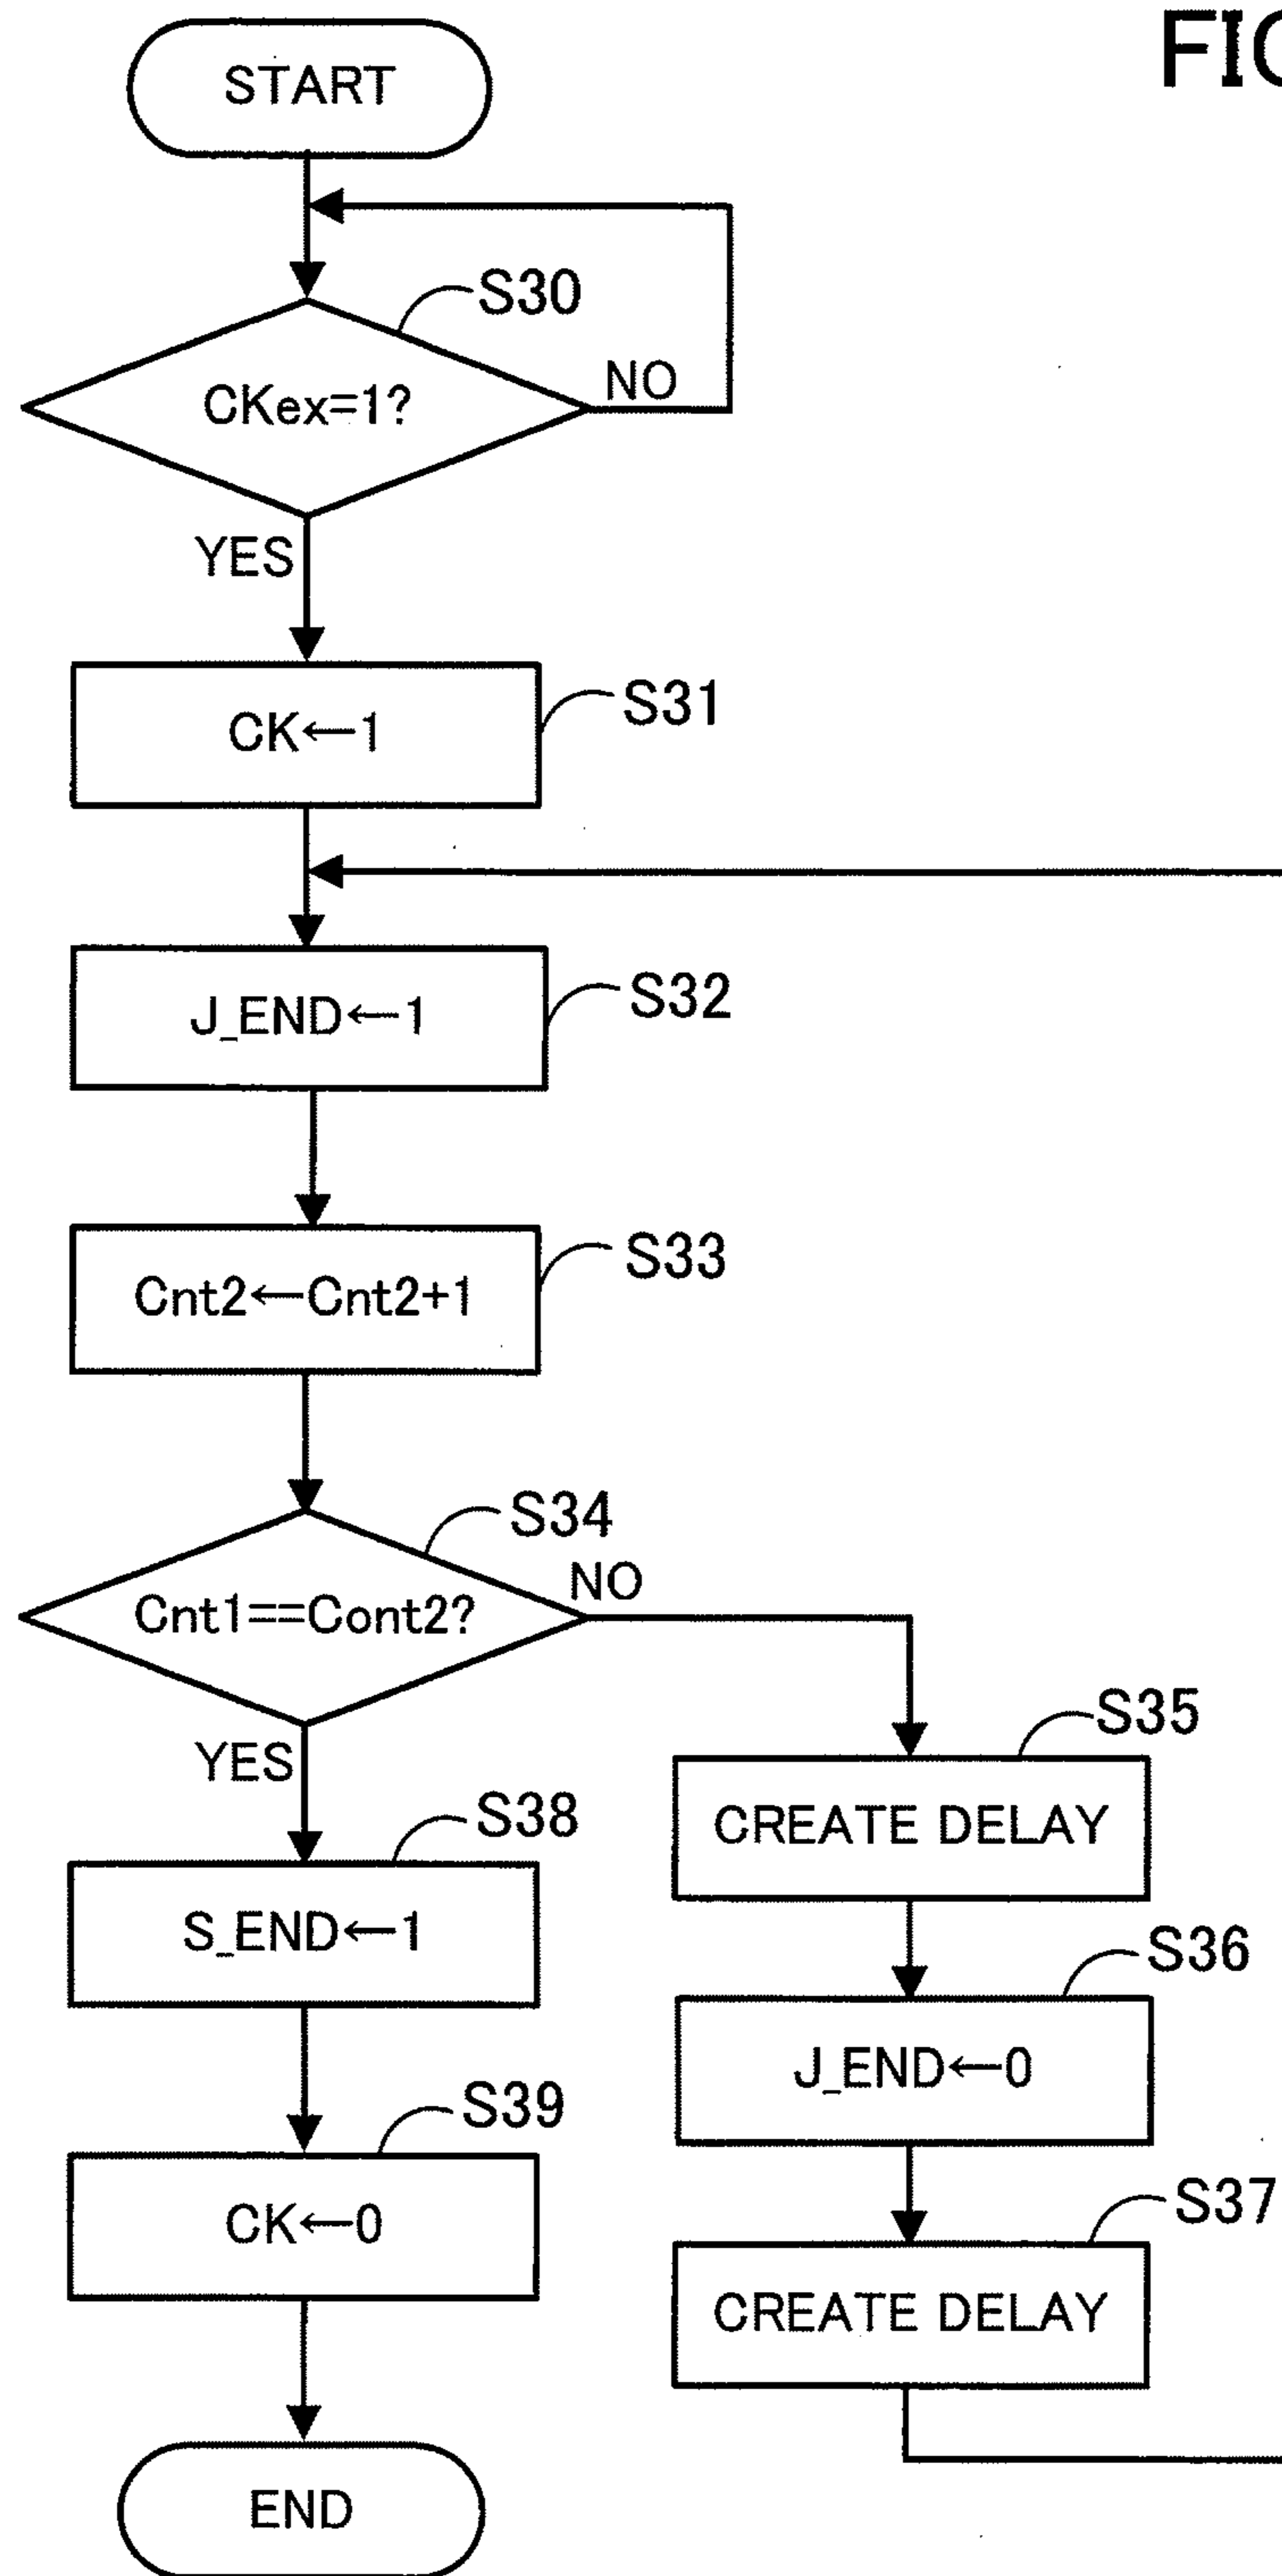 FIG
START
S30
CKex=1?
NO
YES
S31
CK←1
S32
J_END←1
S33
Cnt2←Cnt2+1
S34
Cnt1==Cont2?
NO
YES
S35
CREATE DELAY
S36
J_END←0
S37
CREATE DELAY
S38
S_END←1
S39
CK←0
END